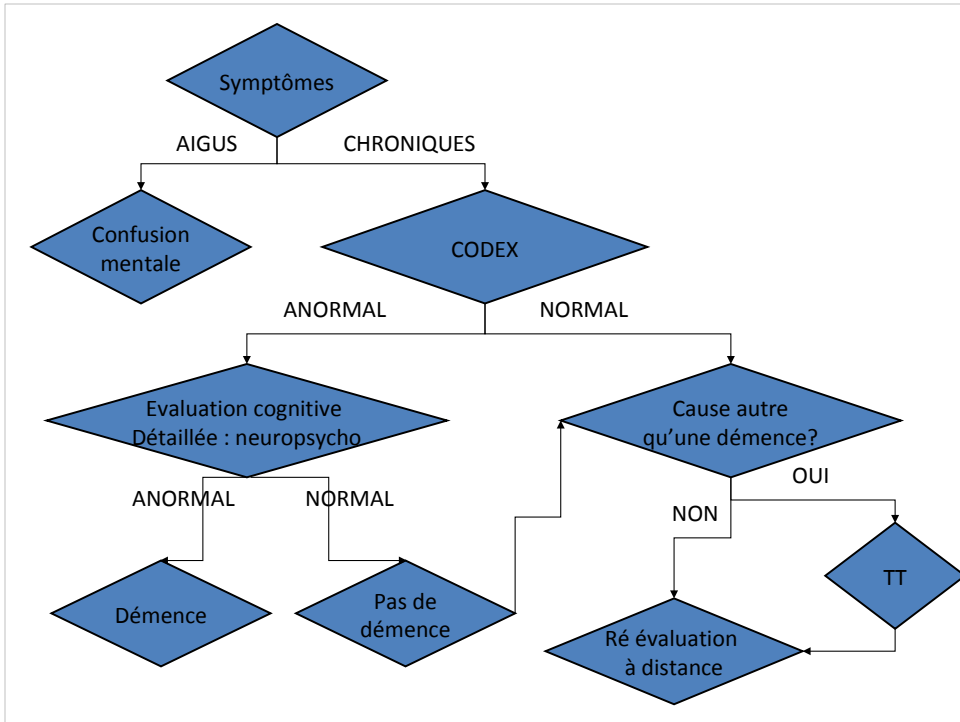 Symptômes
AIGUS
CHRONIQUES
Confusion
mentale
CODEX
ANORMAL
NORMAL
Evaluation cognitive
Détaillée : neuropsycho
Cause autre
qu’une démence?
ANORMAL
NORMAL
OUI
NON
TT
Démence
Pas de
démence
Ré évaluation
à distance